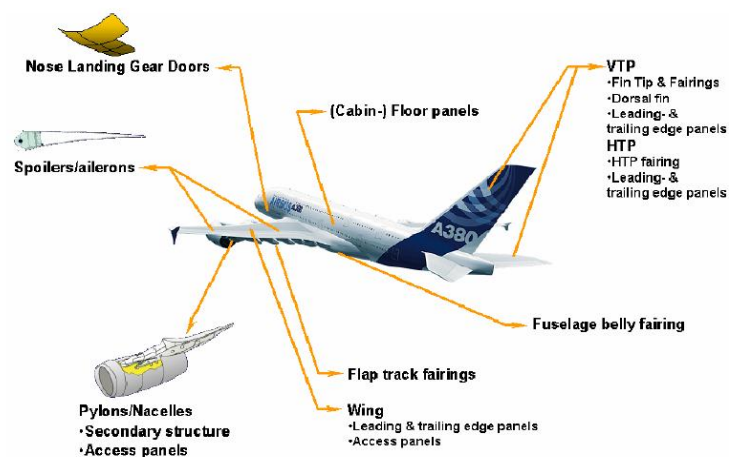 Nose Landing Gear Doors
VTP
•Fin Tip & Fairings
•Dorsal fin
•Leading- &
trailing edge panels
HTP
•HTP fairing
•Leading- &
trailing edge panels
(Cabin-) Floor panels
Spoilers/ailerons
AIRBUS A380
A380
Fuselage belly fairing
Flap track fairings
Pylons/Nacelles
•Secondary structure
•Access panels
Wing
•Leading & trailing edge panels
•Access panels